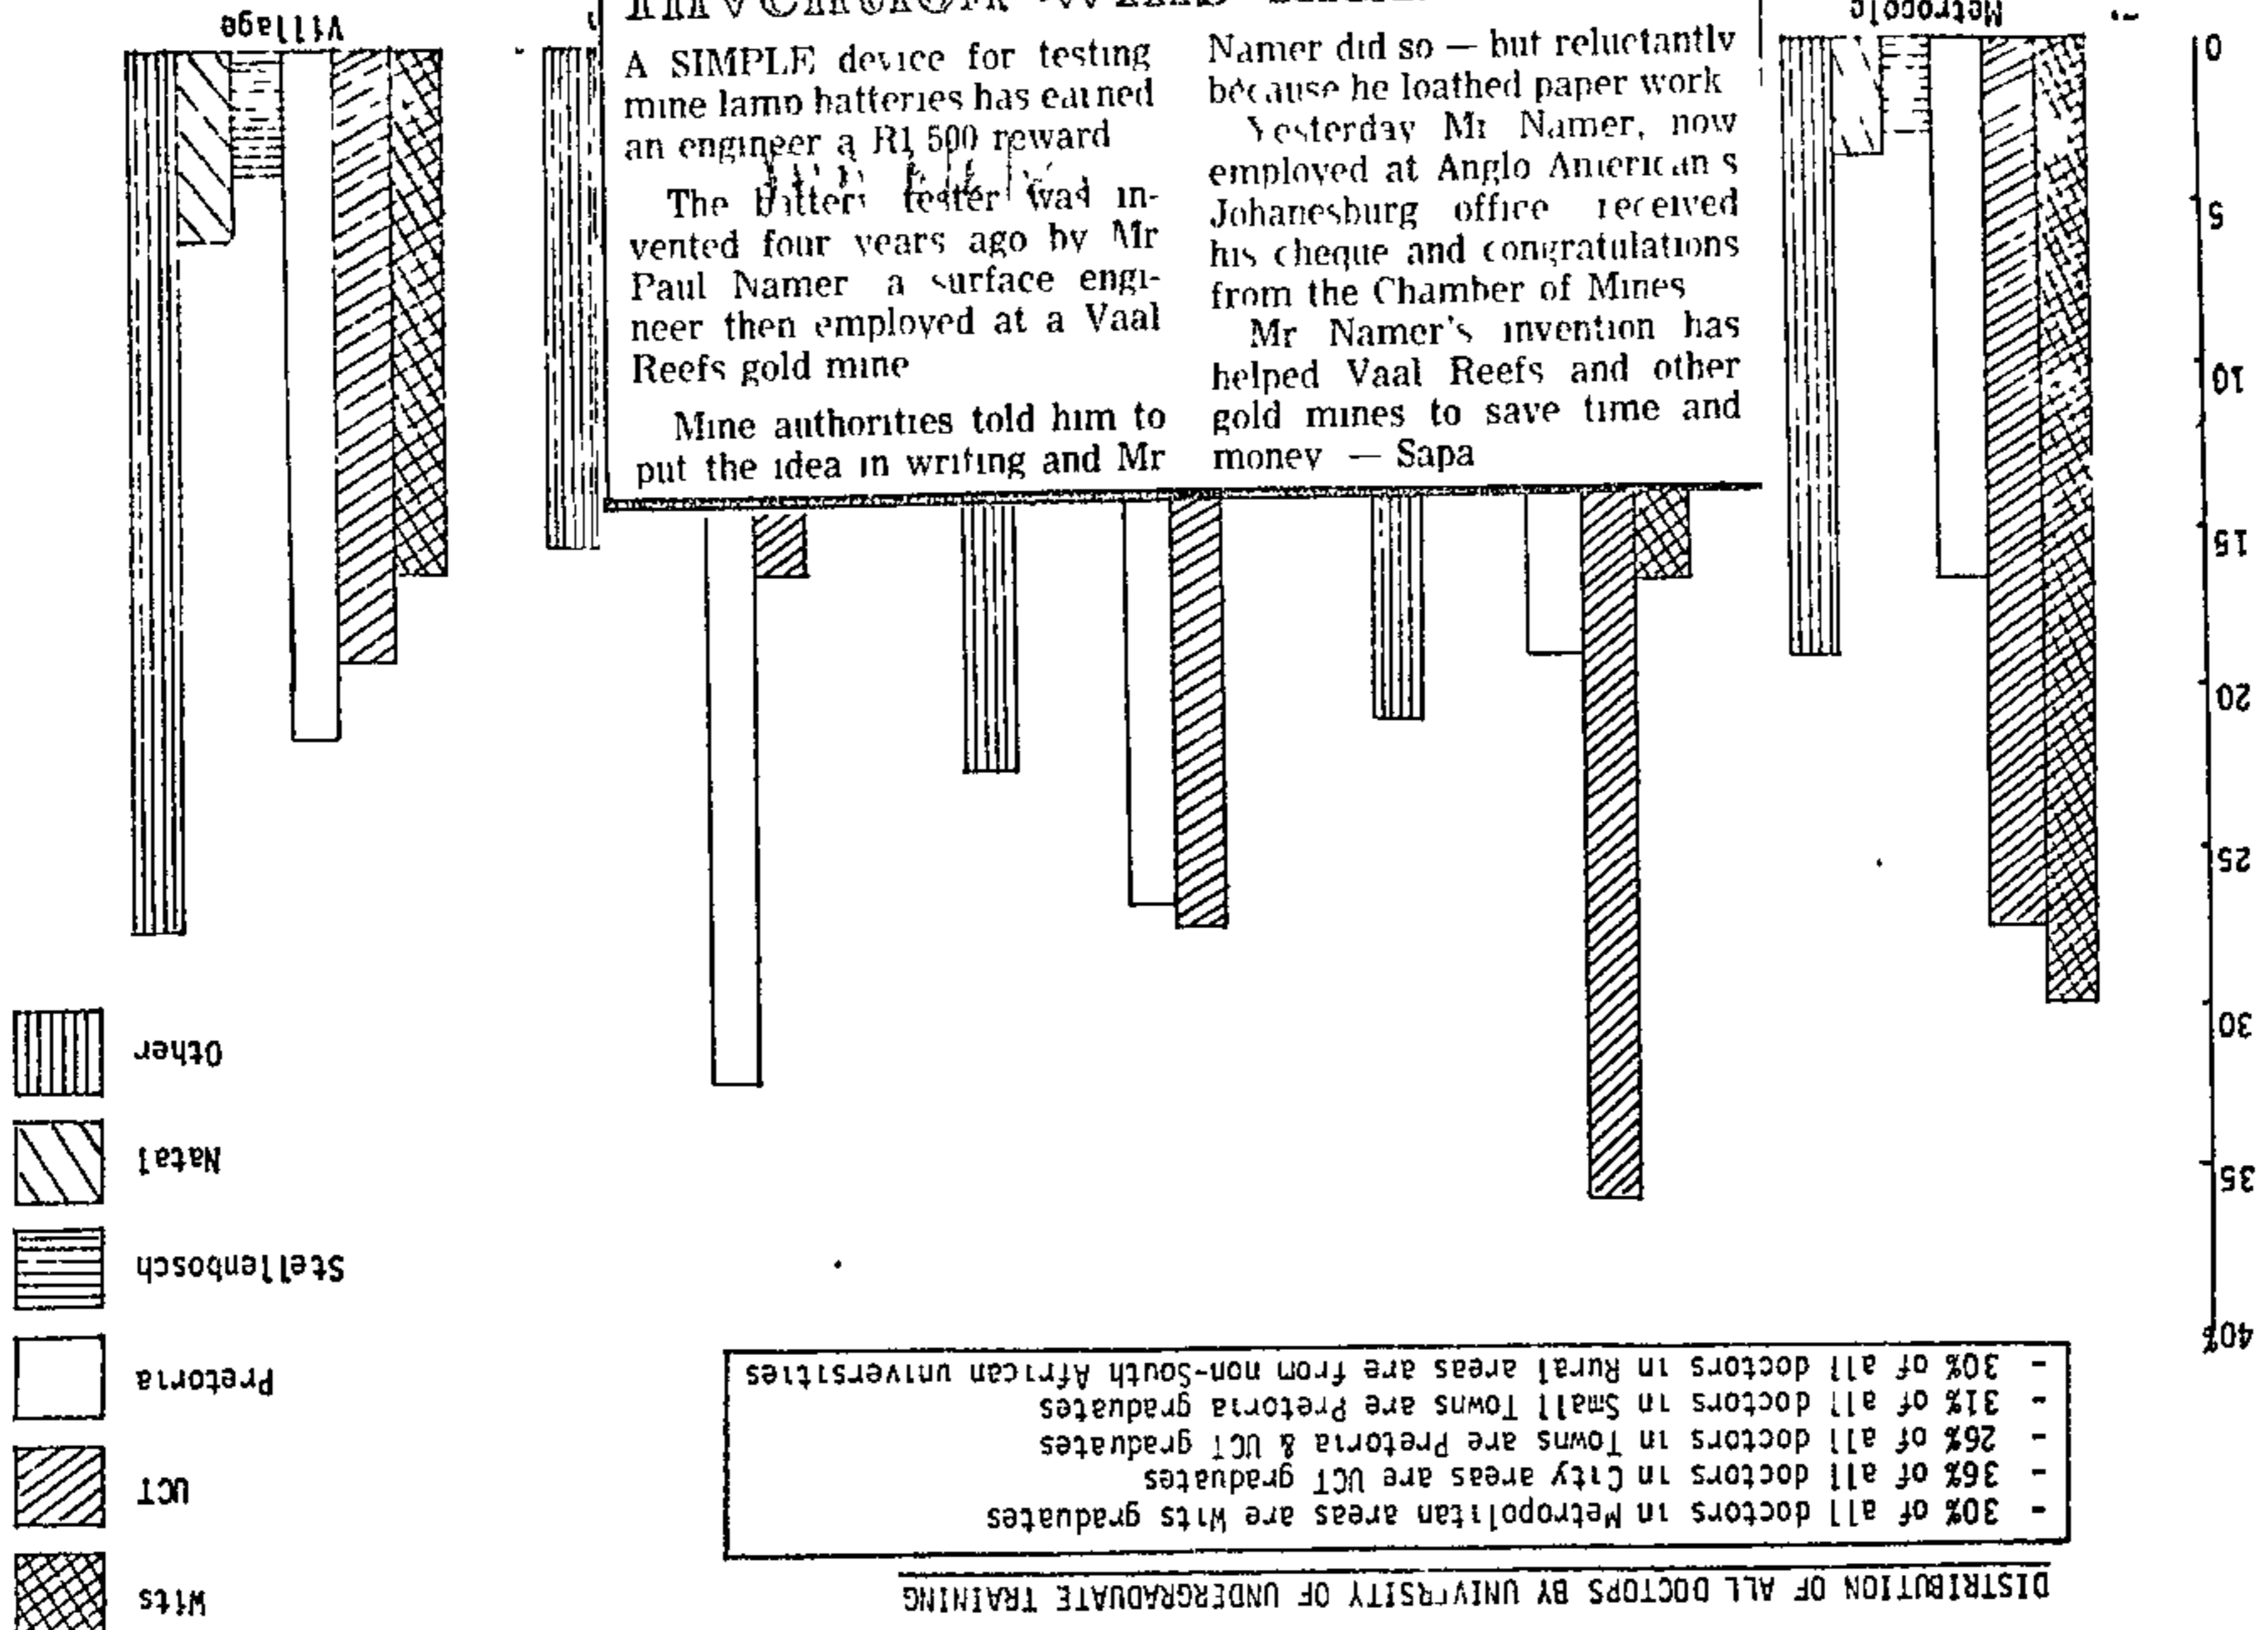 A SIMPLE device for testing
mine lamp batteries has earned
an engineer a R1 500 reward
The battery tester was in-
vented four years ago by Mr
Paul Namer a surface engi-
neer then employed at a Vaal
Reefs gold mine
Mine authorities told him to
put the idea in writing and Mr
Namer did so — but reluctantly
because he loathed paper work
Yesterday Mr Namer, now
employed at Anglo American s
Johanesburg office received
his cheque and congratulations
from the Chamber of Mines
Mr Namer's invention has
helped Vaal Reefs and other
gold mines to save time and
money — Sapa
DISTRIBUTION OF ALL DOCTORS BY UNIVERSITY OF UNDERGRADUATE TRAINING
- 30% of all doctors in Metropolitan areas are Wits graduates
- 36% of all doctors in City areas are UCT graduates
- 26% of all doctors in Towns are Pretoria & UCT graduates
- 31% of all doctors in Small Towns are Pretoria graduates
- 30% of all doctors in Rural areas are from non-South African universities
Wits
UCT
Pretoria
Stellenbosch
Natal
Other
40%
35
30
25
20
15
10
5
0
Metropole
Village